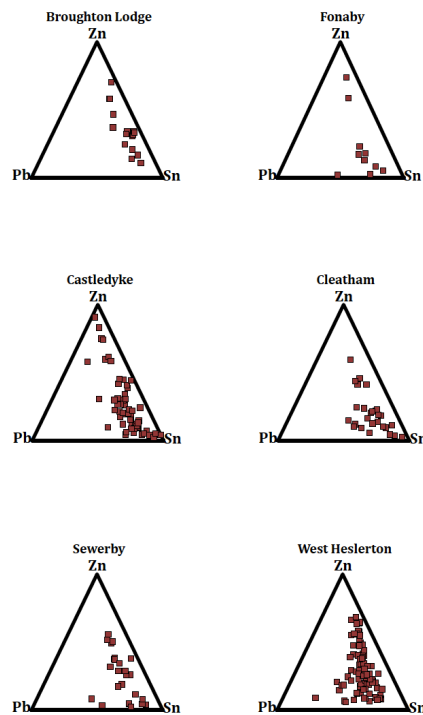 Broughton Lodge
Zn
Pb Sn
Fonaby
Zn
Pb Sn
Castledyke
Zn
Pb Sn
Cleatham
Zn
Pb Sn
Sewerby
Zn
Pb Sn
West Heslerton
Zn
Pb Sn